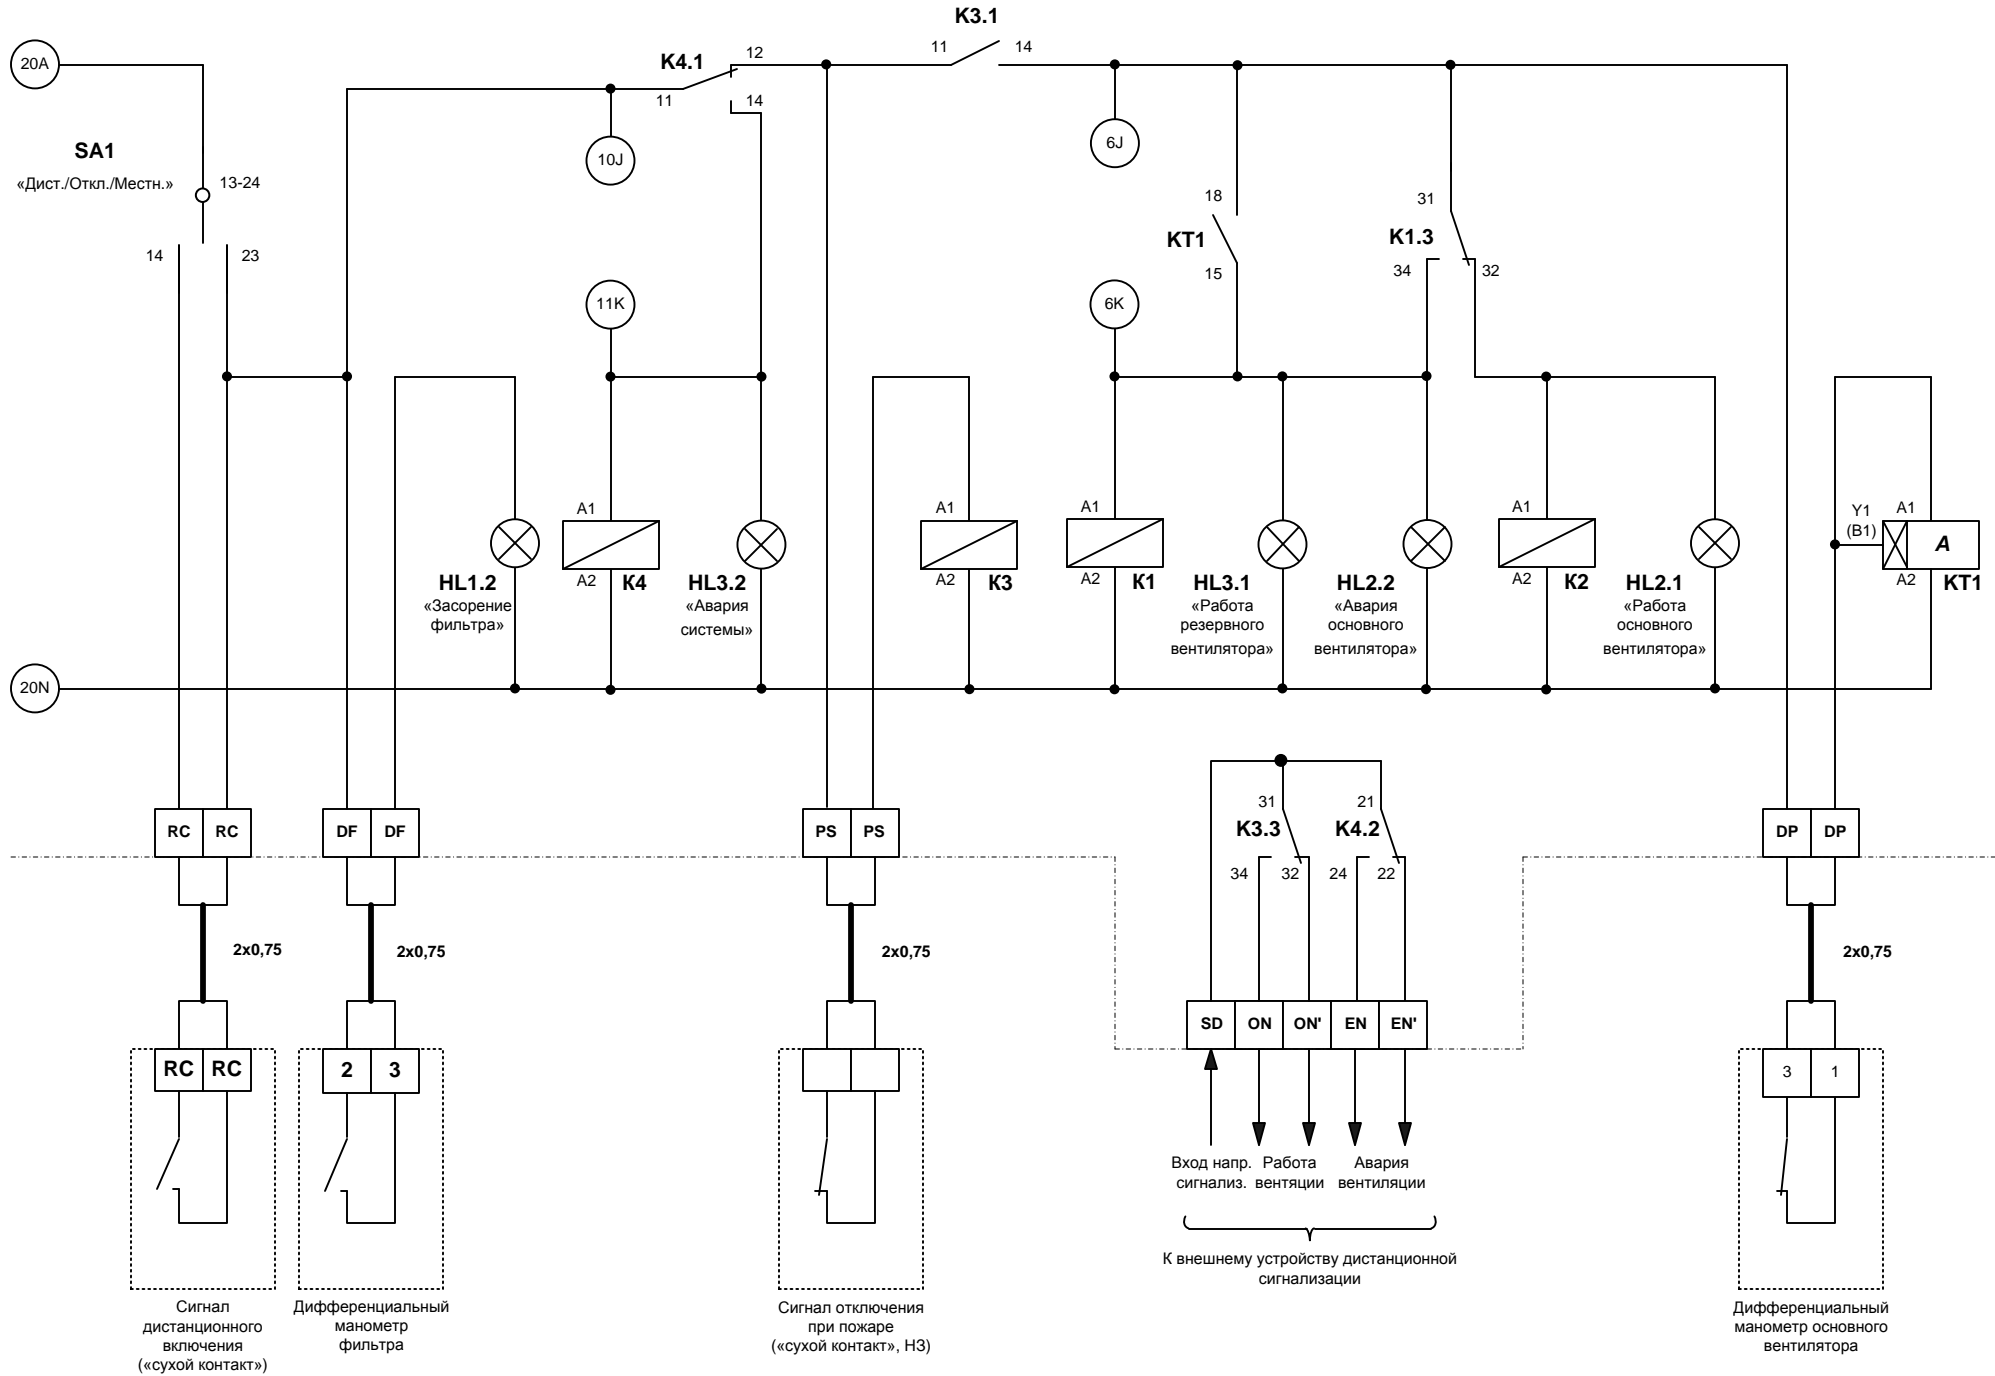 K3.1
11
14
20A
K4.1
12
11
14
SA1
«Дист./Откл./Местн.»
13-24
14
23
10J
6J
18
KT1
15
31
K1.3
34
32
11K
6K
A1
A2
HL1.2
«Засорение
фильтра»
К4
HL3.2
«Авария
системы»
A1
A2
К3
A1
A2
К1
HL3.1
«Работа
резервного
вентилятора»
HL2.2
«Авария
основного
вентилятора»
A1
A2
К2
HL2.1
«Работа
основного
вентилятора»
Y1
(B1)
A1
A
A2
KT1
20N
RC RC
DF DF
PS PS
31
K3.3
34
32
21
K4.2
24
22
DP DP
2x0,75
2x0,75
2x0,75
2x0,75
SD ON ON' EN EN'
RC RC
2 3
3 1
Вход напр.
сигнализ.
Работа
вентяции
Авария
вентиляции
К внешнему устройству дистанционной
сигнализации
Сигнал
дистанционного
включения
(«сухой контакт»)
Дифференциальный
манометр
фильтра
Сигнал отключения
при пожаре
(«сухой контакт», НЗ)
Дифференциальный
манометр основного
вентилятора